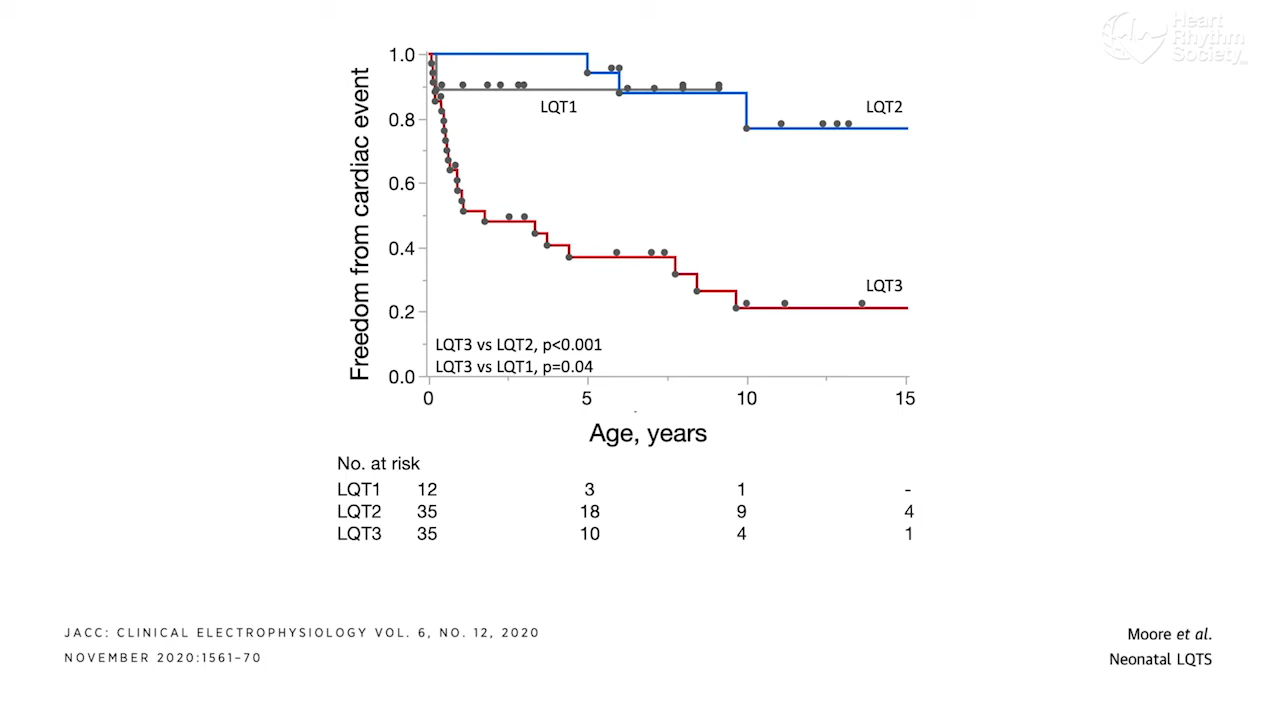 Heart
Rhythm
Society
Freedom from cardiac event
1.0
0.8
0.6
0.4
0.2
0.0
LQT1
LQT2
LQT3
LQT3 vs LQT2, p<0.001
LQT3 vs LQT1, p=0.04
0 5 10 15
Age, years
No. at risk
LQT1 12 3 1 -
LQT2 35 18 9 4
LQT3 35 10 4 1
JACC: CLINICAL ELECTROPHYSIOLOGY VOL. 6, NO. 12, 2020
NOVEMBER 2020:1561–70
Moore et al.
Neonatal LQTS